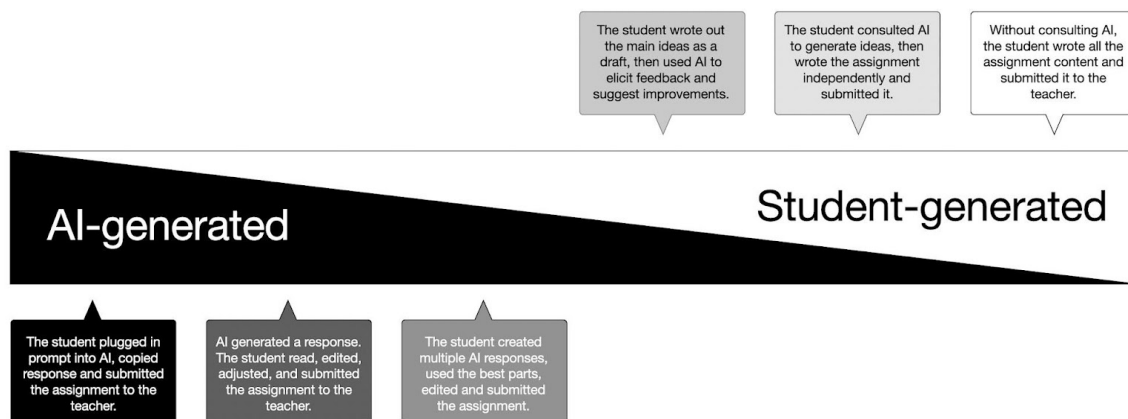 The student wrote out
the main ideas as a
draft, then used AI to
elicit feedback and
suggest improvements.
The student consulted AI
to generate ideas, then
wrote the assignment
independently and
submitted it.
Without consulting AI,
the student wrote all the
assignment content and
submitted it to the
teacher.
AI-generated
Student-generated
The student plugged in
prompt into AI, copied
response and submitted
the assignment to the
teacher.
AI generated a response.
The student read, edited,
adjusted, and submitted
the assignment to the
teacher.
The student created
multiple AI responses,
used the best parts,
edited and submitted
the assignment.